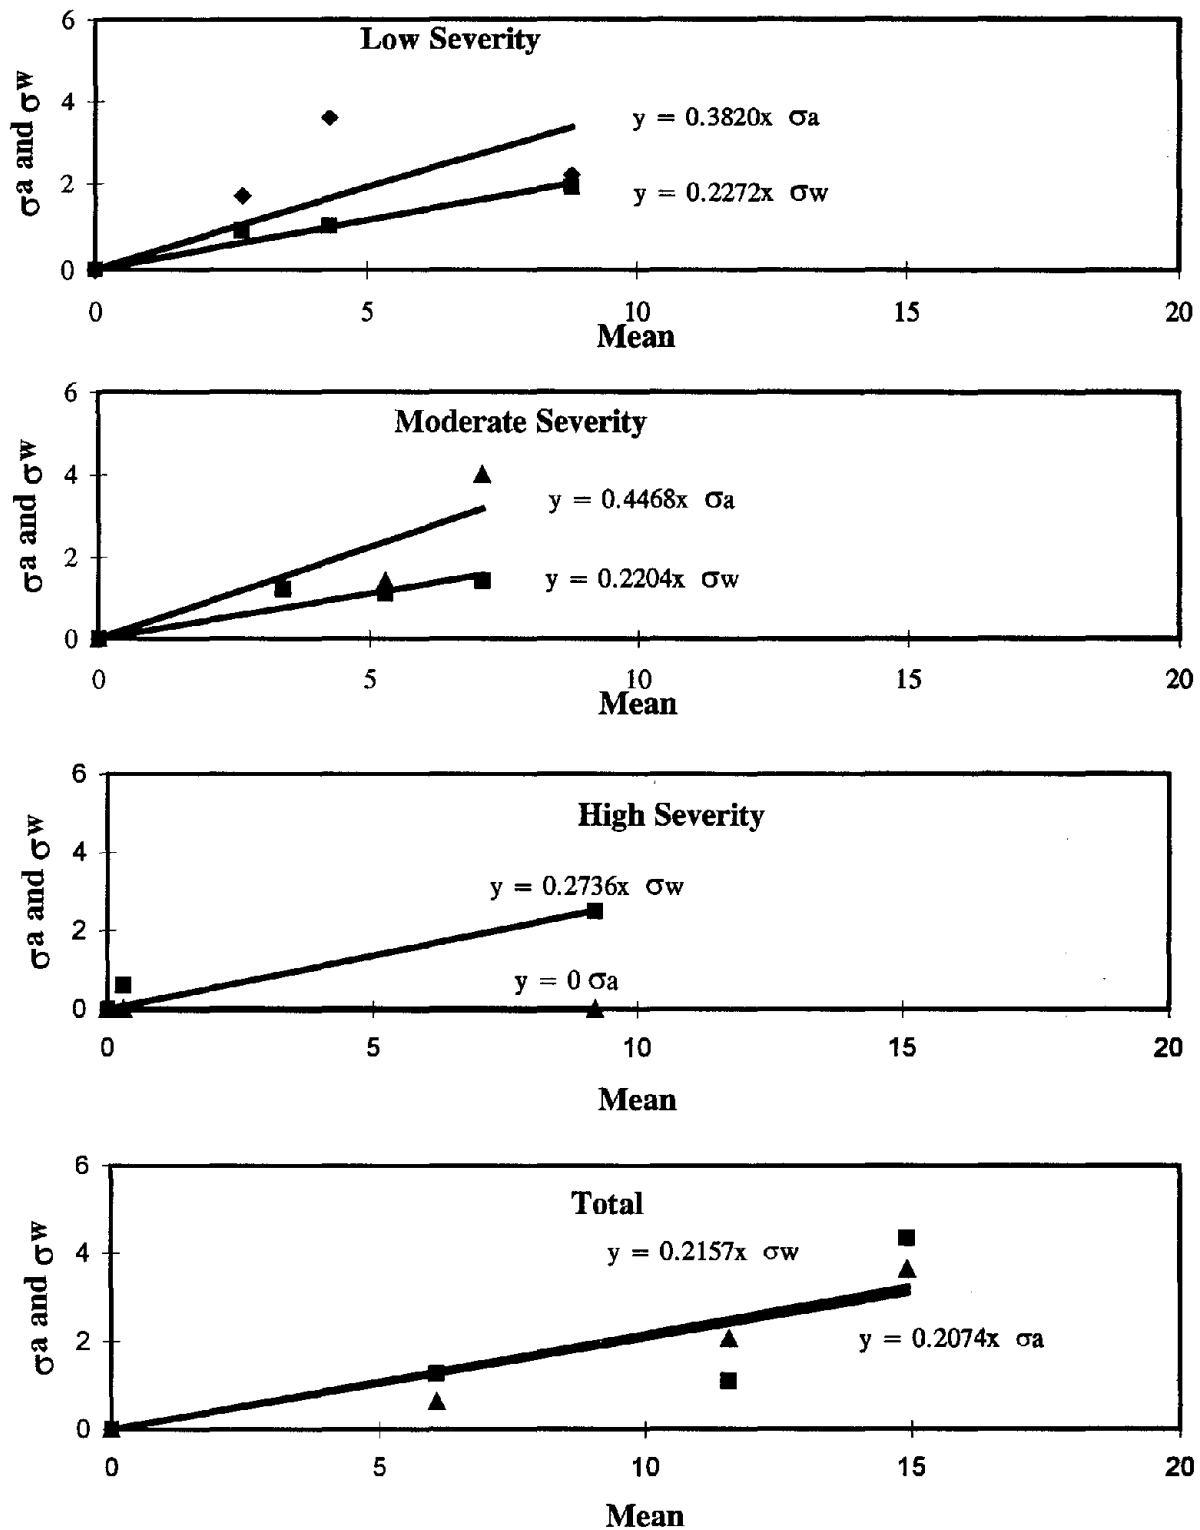 Low Severity
6
4
2
0
σa and σw
y = 0.3820x σa
y = 0.2272x σw
0 5 10 15 20
Mean
Moderate Severity
6
4
2
0
σa and σw
y = 0.4468x σa
y = 0.2204x σw
0 5 10 15 20
Mean
High Severity
6
4
2
0
σa and σw
y = 0.2736x σw
y = 0 σa
0 5 10 15 20
Mean
Total
6
4
2
0
σa and σw
y = 0.2157x σw
y = 0.2074x σa
0 5 10 15 20
Mean